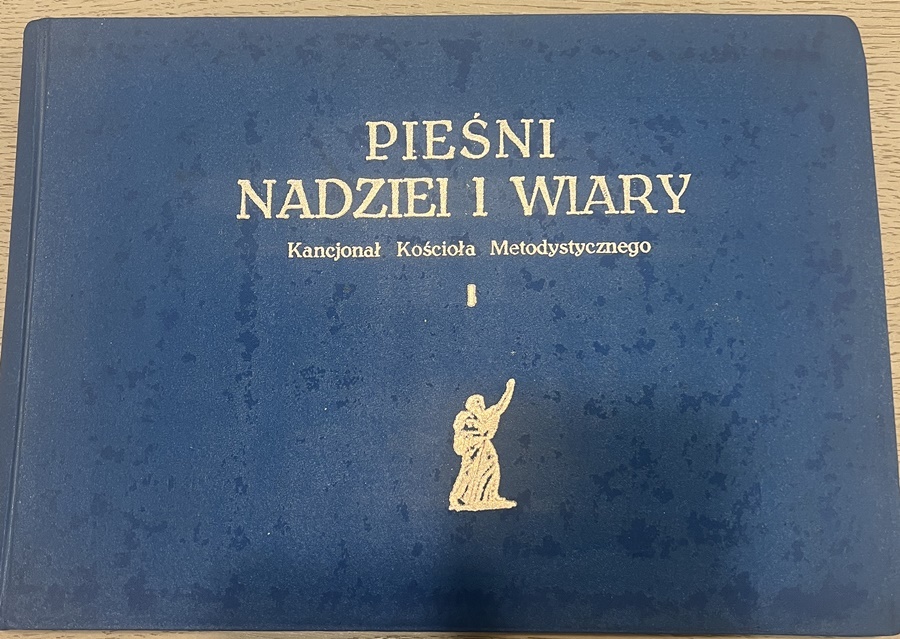 PIEŚNI
NADZIEI I WIARY
Kancjonał Kościoła Metodystycznego
I